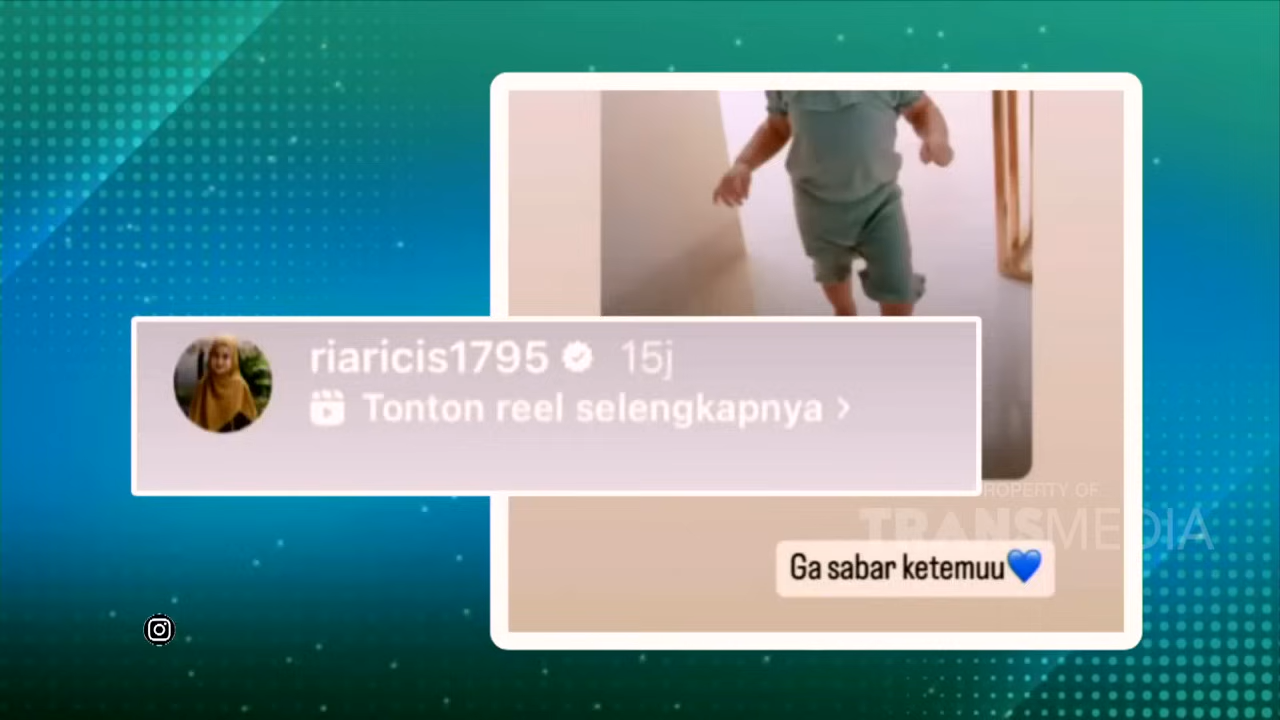 riaricis1795 15j
Tonton reel selengkapnya >
PROPERTY OF
TRANSMEDIA
Ga sabar ketemuu💙